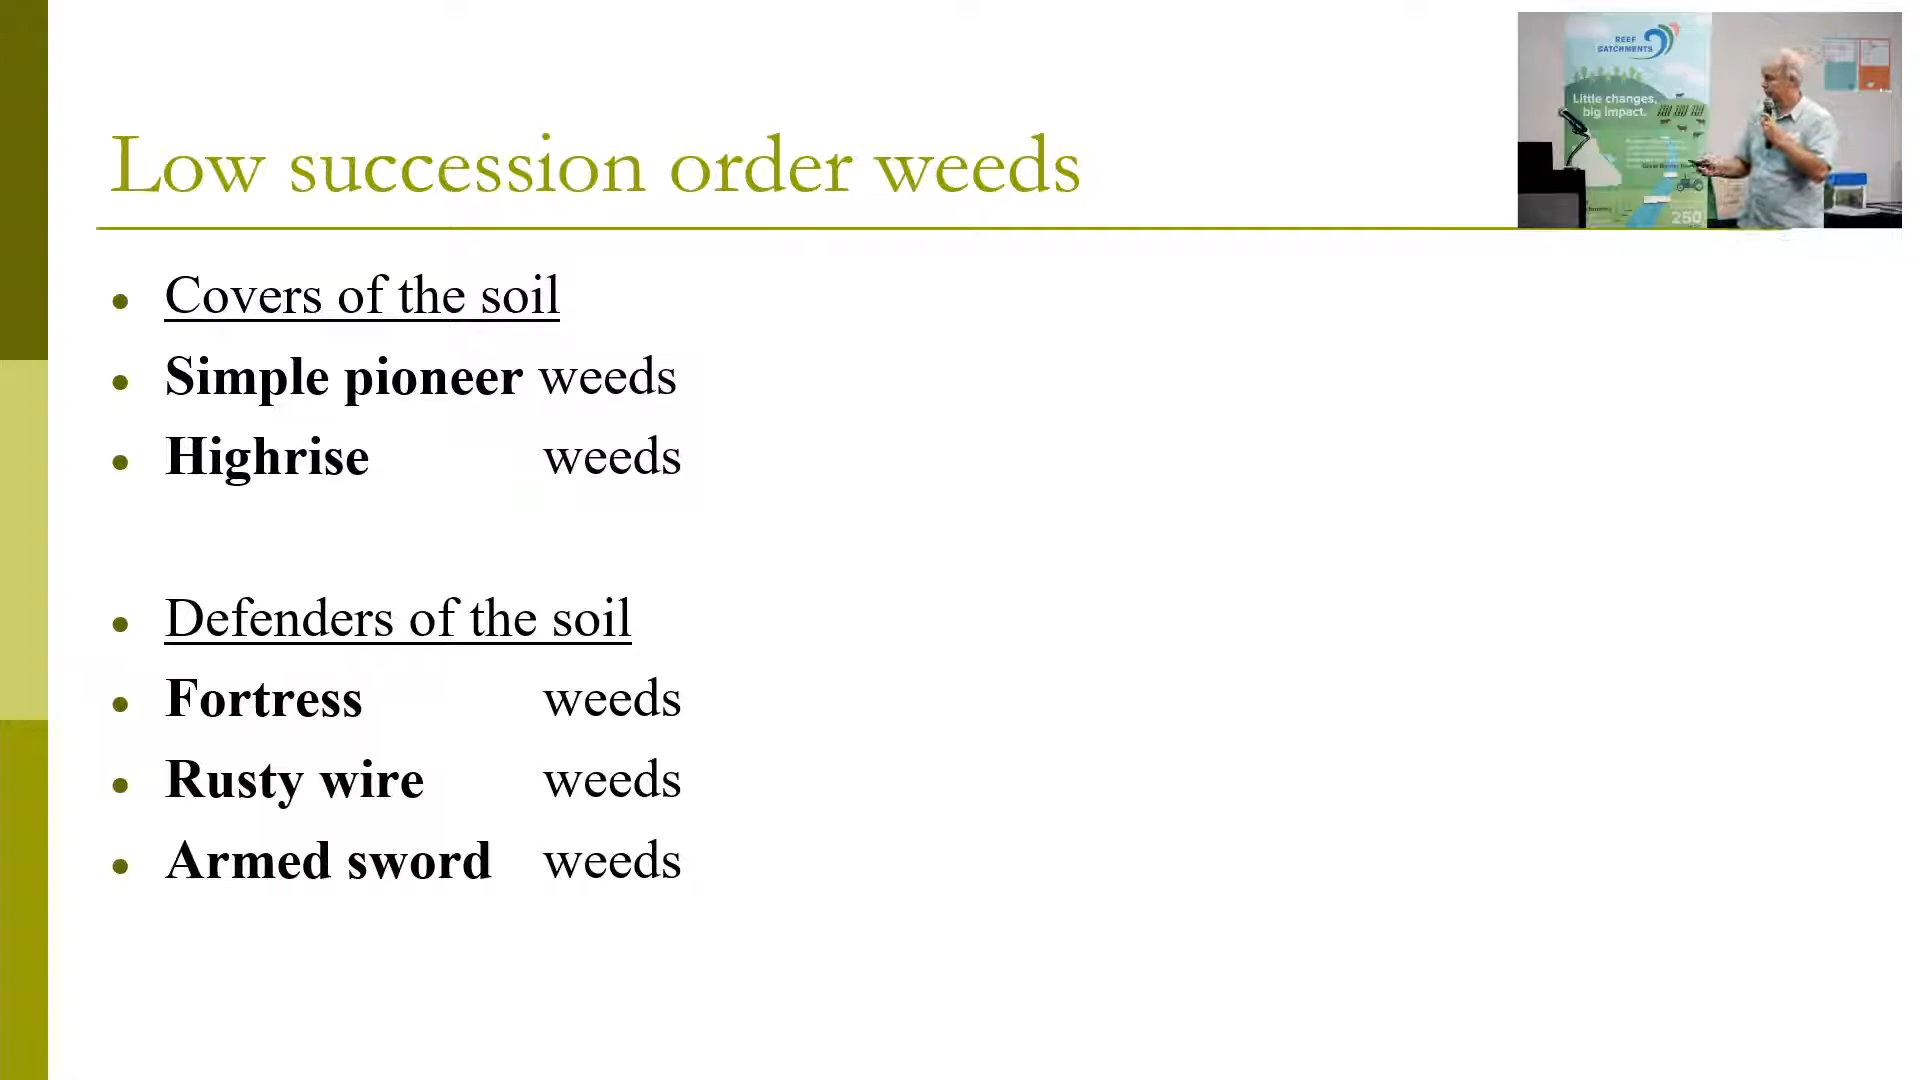 Low succession order weeds
REEF
CATCHMENTS
Little changes,
big impact.
250
Covers of the soil
Simple pioneer weeds
Highrise weeds
Defenders of the soil
Fortress weeds
Rusty wire weeds
Armed sword weeds